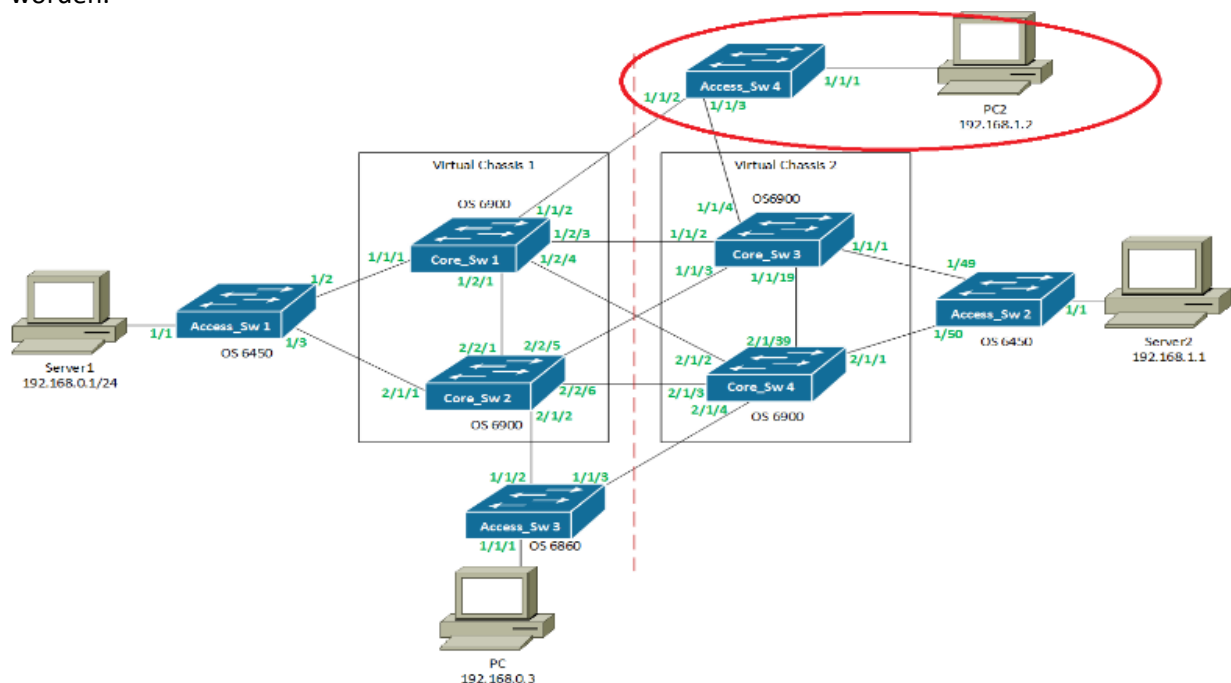 worden.
Access_Sw 4
1/1/1
1/1/2
1/1/3
PC2
192.168.1.2
Virtual Chassis 1
Virtual Chassis 2
OS 6900
OS6900
1/1/2
1/2/3
1/2/4
1/1/1
Core_Sw 1
1/2/1
1/1/4
1/1/2
1/1/3
Core_Sw 3
1/1/1
1/1/19
1/2
1/1
Access_Sw 1
1/3
OS 6450
Server1
192.168.0.1/24
1/49
Access_Sw 2
1/1
1/50
OS 6450
Server2
192.168.1.1
2/2/1
2/2/5
2/1/1
Core_Sw 2
2/2/6
2/1/2
OS 6900
2/1/39
2/1/2
2/1/1
2/1/3
Core_Sw 4
2/1/4
OS 6900
1/1/2
1/1/3
Access_Sw 3
1/1/1
OS 6860
PC
192.168.0.3